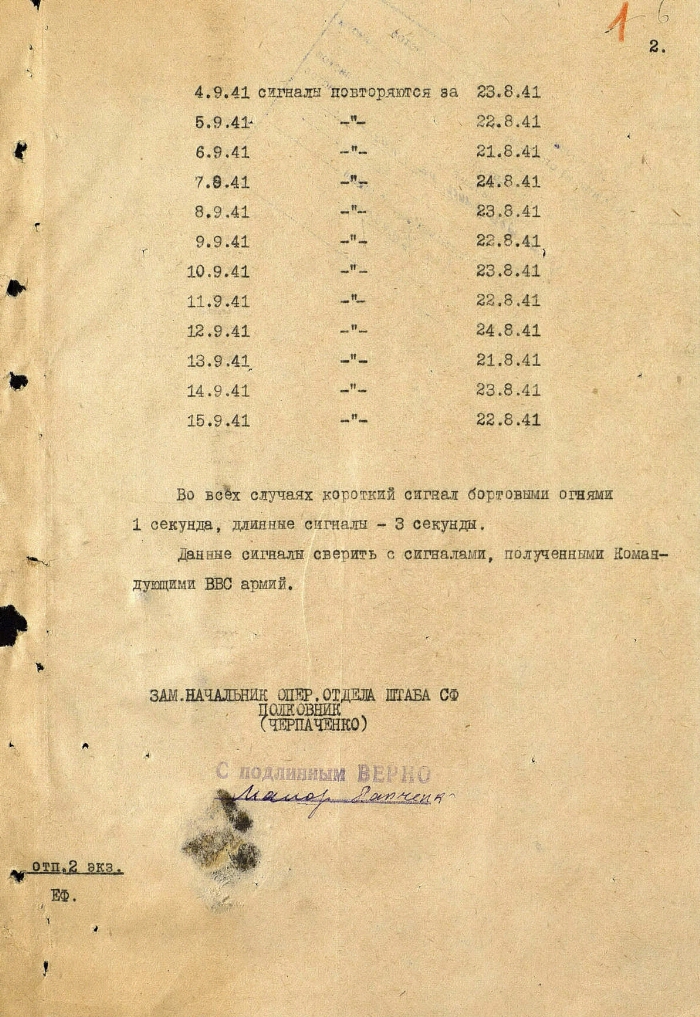 1 6
2.
4.9.41 сигналы повторяются за 23.8.41
5.9.41 -"- 22.8.41
6.9.41 -"- 21.8.41
7.9.41 -"- 24.8.41
8.9.41 -"- 23.8.41
9.9.41 -"- 22.8.41
10.9.41 -"- 23.8.41
11.9.41 -"- 22.8.41
12.9.41 -"- 24.8.41
13.9.41 -"- 21.8.41
14.9.41 -"- 23.8.41
15.9.41 -"- 22.8.41
Во всех случаях короткий сигнал бортовыми огнями
1 секунда, длинные сигналы - 3 секунды.
Данные сигналы сверить с сигналами, полученными Коман-
дующими ВВС армий.
ЗАМ.НАЧАЛЬНИК ОПЕР.ОТДЕЛА ШТАБА СФ
ПОЛКОВНИК
(ЧЕРПАЧЕНКО)
С подлинным ВЕРНО
Майор
отп.2 экз.
ЕФ.